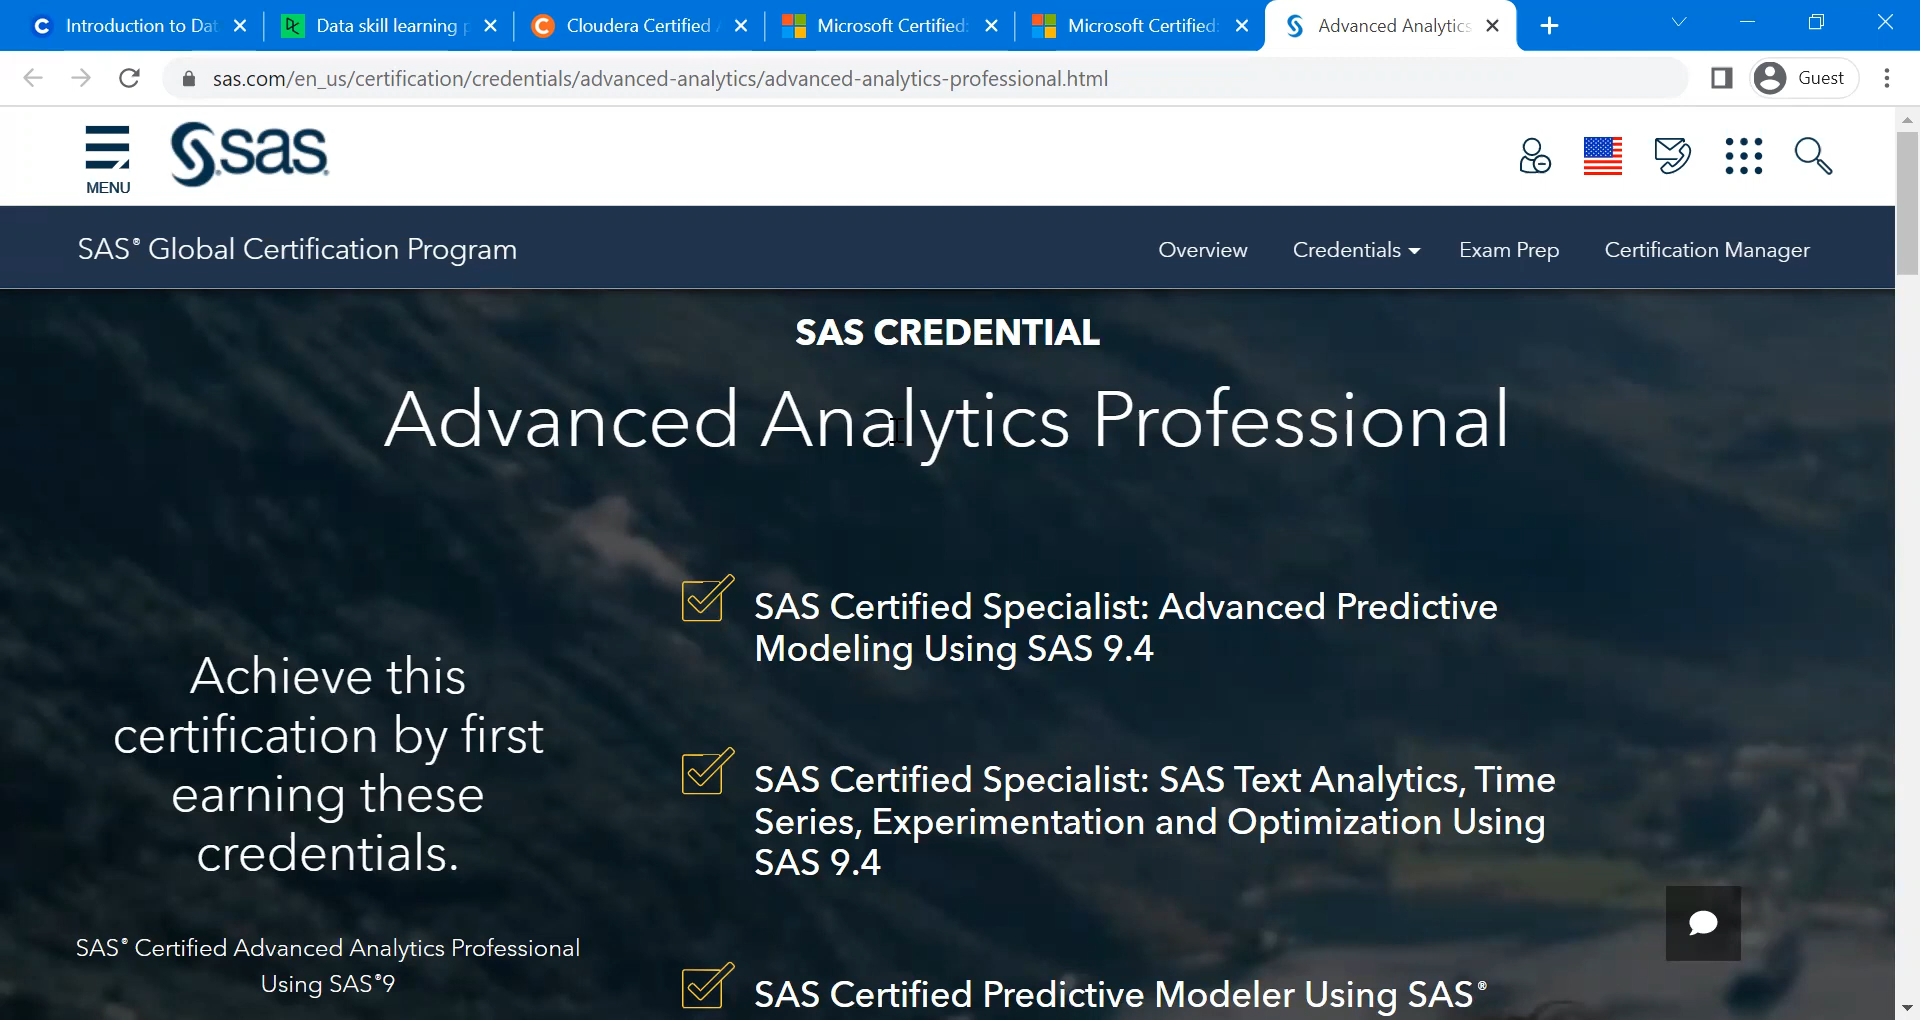 Introduction to Dat
Data skill learning p
Cloudera Certified A
Microsoft Certified:
Microsoft Certified:
Advanced Analytics
sas.com/en_us/certification/credentials/advanced-analytics/advanced-analytics-professional.html
Guest
MENU
sas
SAS® Global Certification Program
Overview
Credentials
Exam Prep
Certification Manager
SAS CREDENTIAL
Advanced Analytics Professional
Achieve this
certification by first
earning these
credentials.
SAS® Certified Advanced Analytics Professional
Using SAS®9
SAS Certified Specialist: Advanced Predictive
Modeling Using SAS 9.4
SAS Certified Specialist: SAS Text Analytics, Time
Series, Experimentation and Optimization Using
SAS 9.4
SAS Certified Predictive Modeler Using SAS®